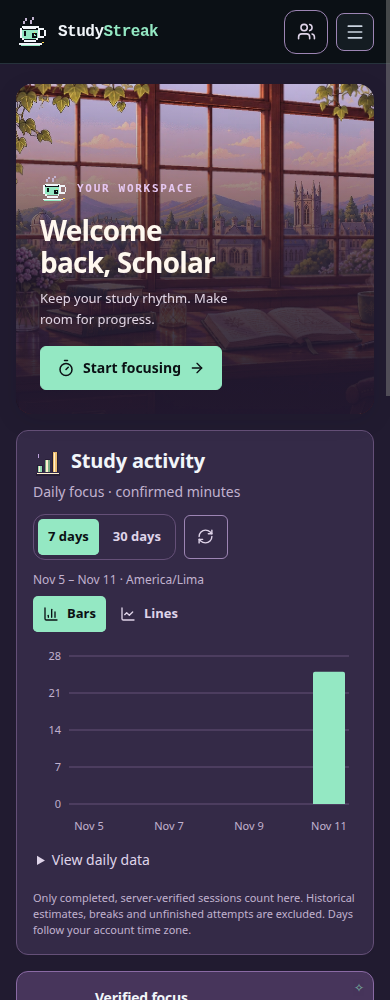 StudyStreak
YOUR WORKSPACE
Welcome
back, Scholar
Keep your study rhythm. Make
room for progress.
Start focusing
Study activity
Daily focus · confirmed minutes
7 days
30 days
Nov 5 – Nov 11 · America/Lima
Bars
Lines
28
21
14
7
0
Nov 5
Nov 7
Nov 9
Nov 11
View daily data
Only completed, server-verified sessions count here. Historical
estimates, breaks and unfinished attempts are excluded. Days
follow your account time zone.
Verified focus